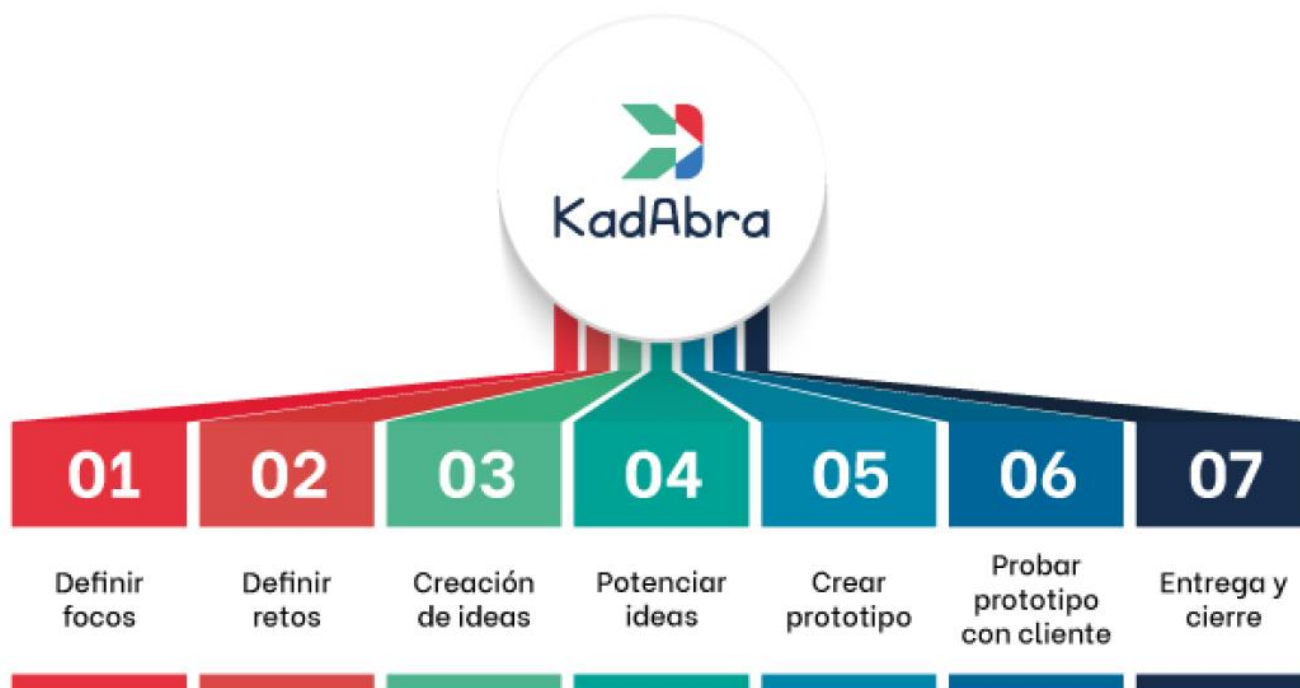 KadAbra
01
02
03
04
05
06
07
Definir
focos
Definir
retos
Creación
de ideas
Potenciar
ideas
Crear
prototipo
Probar
prototipo
con cliente
Entrega y
cierre